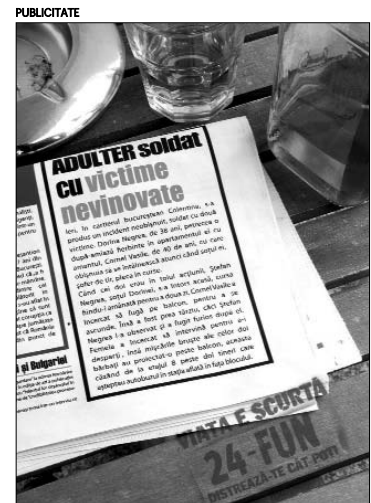 PUBLICITATE
ADULTER soldat
cu victime
nevinovate
Ieri, în cartierul bucureştean Colentina, s-a
produs un incident neobişnuit, soldat cu două
victime. Dorina Negrea, de 38 ani, petrecea o
după-amiază fierbinte în apartamentul ei cu
amantul, Cornel Vasile, de 40 de ani, cu care
obişnuia să se întâlnească atunci când soţul ei,
şofer de tir, pleca în curse.
Când cei doi erau în toiul acţiunii, Ştefan
Negrea, soţul Dorinei, s-a întors acasă, cursa
fiindu-i amânată pentru a doua zi. Cornel Vasile a
încercat să fugă pe balcon, pentru a se
ascunde, însă a fost prea târziu, căci Ştefan
Negrea l-a observat şi a fugit furios după el.
Femeia a încercat să intervină pentru a-i
despărţi, însă mişcările bruşte ale celor doi
bărbaţi au proiectat-o peste balcon, aceasta
căzând de la etajul 8 peste doi tineri care
aşteptau autobuzul în staţia aflată în faţa blocului.
şi Bulgariei
VIAŢA E SCURTĂ
24-FUN
DISTREAZĂ-TE CÂT POŢI